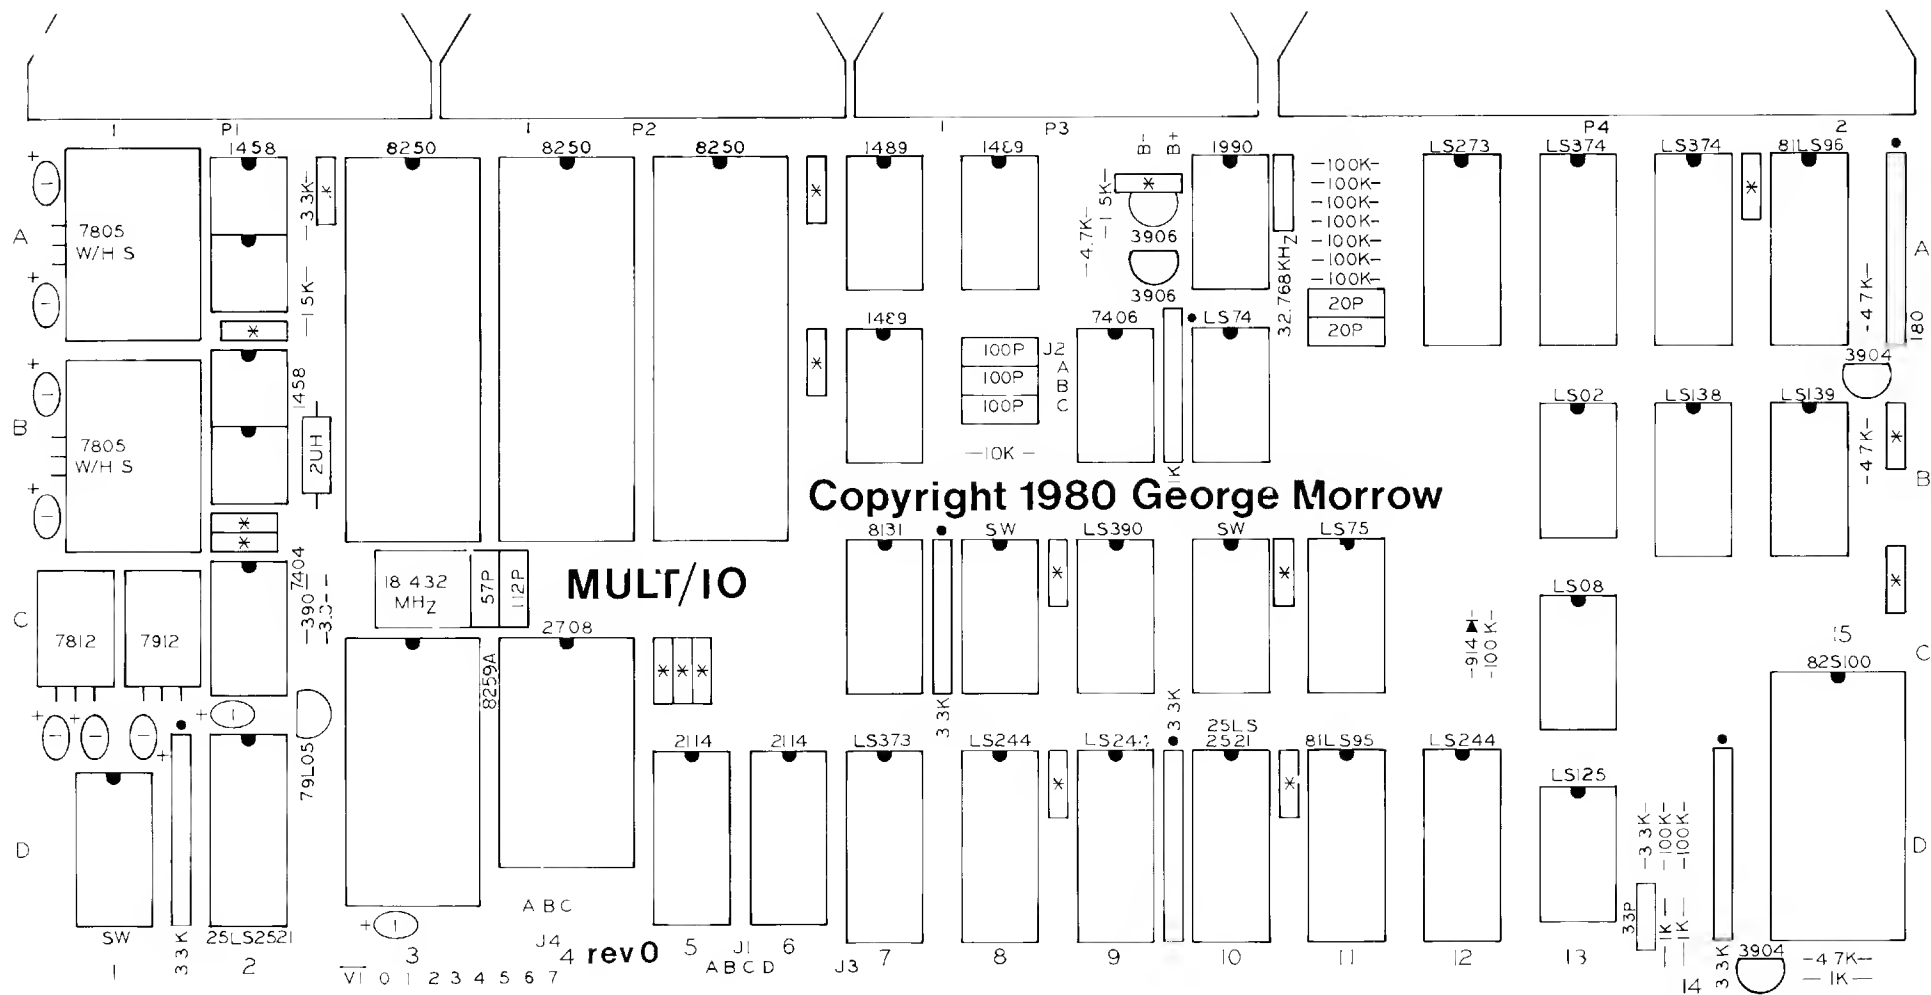 1 P1 1 P2 1 P3 P4 2
1458 8250 8250 8250 1489 1489 B- B+ 1990 LS273 LS374 LS374 81LS96
A
7805
W/H S
-3.3K-
-1.5K-
-4.7K-
-1.5K-
3906
3906
32.768KHZ
-100K-
-100K-
-100K-
-100K-
-100K-
-100K-
-100K-
20P
20P
-4.7K-
180
A
1489 7406 LS74
100P
100P
100P
J2
A
B
C
-10K-
1K
3904
B
7805
W/H S
1458
2UH
LS02 LS138 LS139
-47K-
B
Copyright 1980 George Morrow
8131 SW LS390 SW LS75
C
7812
7912
7404
-390-
18.432
MHZ
57P
112P
MULT/IO
LS08
-914
-100K-
15
C
2708
8259A
82S100
3.3K
3.3K
79L05
2114 2114 LS373 LS244 LS244 25LS
2521 81LS95 LS244
LS125
D
-3.3K-
-100K-
-100K-
D
33P
-1K-
-1K-
SW
3.3K
25LS2521
A B C
J4
rev0
J1
A B C D
J3
3.3K
3904
-4.7K-
-1K-
1 2 3 4 5 6 7 8 9 10 11 12 13 14
VI 0 1 2 3 4 5 6 7